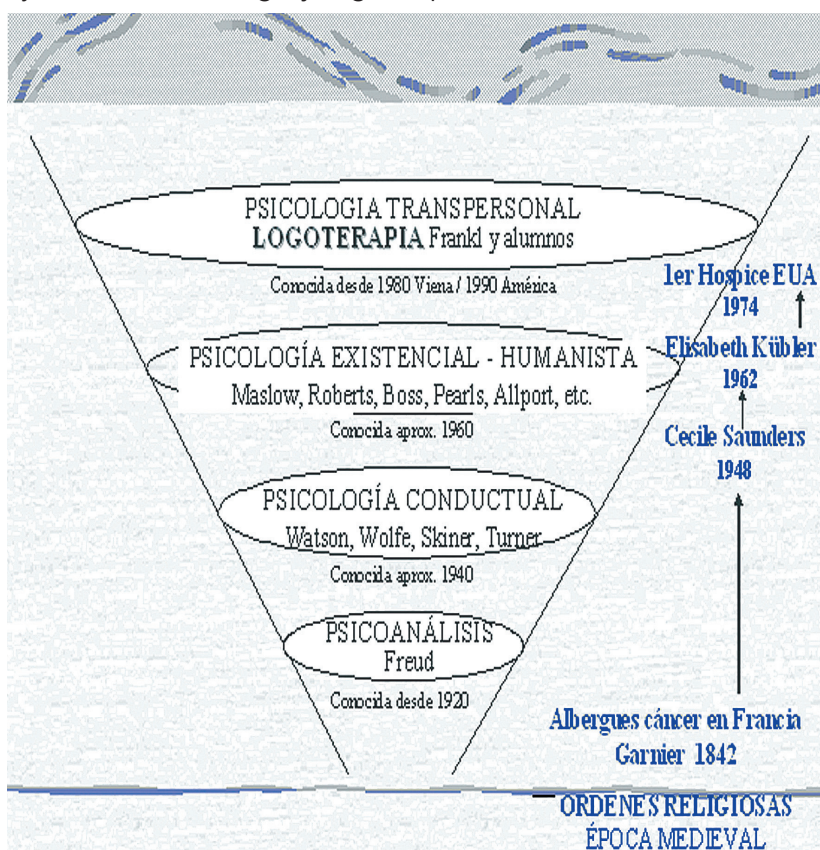 PSICOLOGIA TRANSPERSONAL
LOGOTERAPIA Frankl y alumnos
Conocida desde 1980 Viena / 1990 América
PSICOLOGÍA EXISTENCIAL - HUMANISTA
Maslow, Roberts, Boss, Pearls, Allport, etc.
Conocida aprox. 1960
PSICOLOGÍA CONDUCTUAL
Watson, Wolfe, Skiner, Turner
Conocida aprox. 1940
PSICOANÁLISIS
Freud
Conocida desde 1920
1er Hospice EUA
1974
Elisabeth Kübler
1962
Cecile Saunders
1948
Albergues cáncer en Francia
Garnier 1842
ORDENES RELIGIOSAS
ÉPOCA MEDIEVAL